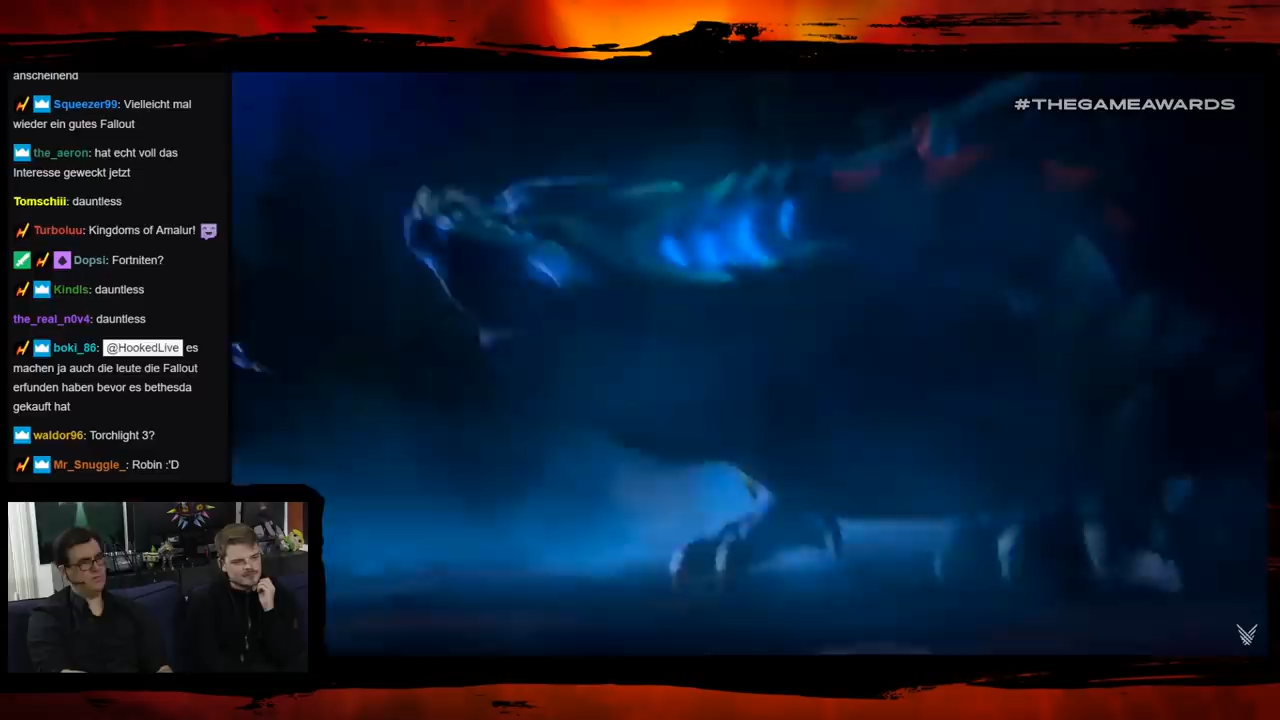 anscheinend
Squeezer99: Vielleicht mal
wieder ein gutes Fallout
the_aeron: hat echt voll das
Interesse geweckt jetzt
Tomschiii: dauntless
Turboluu: Kingdoms of Amalur!
Dopsi: Fortniten?
Kindls: dauntless
the_real_n0v4: dauntless
boki_86: @HookedLive es
machen ja auch die leute die Fallout
erfunden haben bevor es bethesda
gekauft hat
waldor96: Torchlight 3?
Mr_Snuggle_: Robin :'D
#THEGAMEAWARDS